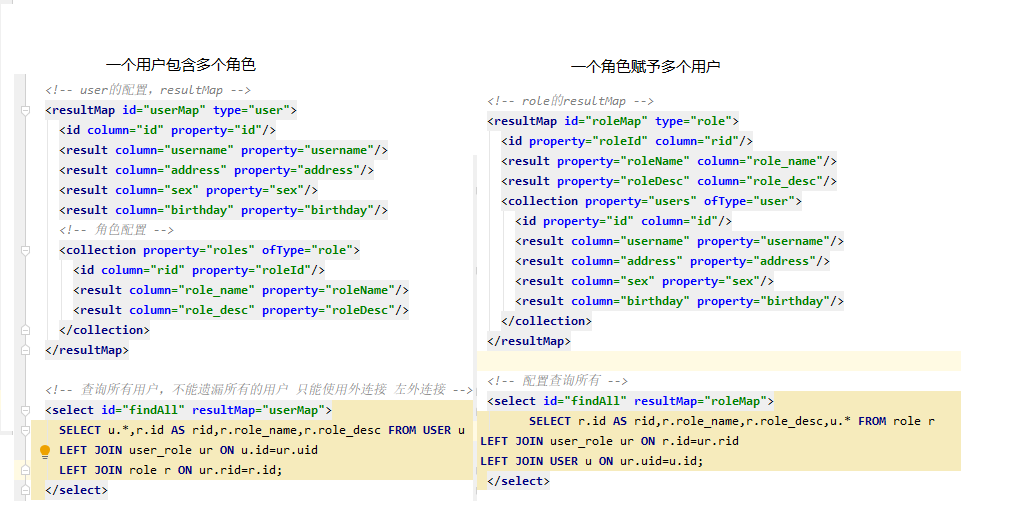 一个用户包含多个角色
<!-- user的配置，resultMap -->
<resultMap id="userMap" type="user">
<id column="id" property="id"/>
<result column="username" property="username"/>
<result column="address" property="address"/>
<result column="sex" property="sex"/>
<result column="birthday" property="birthday"/>
<!-- 角色配置 -->
<collection property="roles" ofType="role">
<id column="rid" property="roleId"/>
<result column="role_name" property="roleName"/>
<result column="role_desc" property="roleDesc"/>
</collection>
</resultMap>
<!-- 查询所有用户，不能遗漏所有的用户 只能使用外连接 左外连接 -->
<select id="findAll" resultMap="userMap">
SELECT u.*,r.id AS rid,r.role_name,r.role_desc FROM USER u
LEFT JOIN user_role ur ON u.id=ur.uid
LEFT JOIN role r ON ur.rid=r.id;
</select>
一个角色赋予多个用户
<!-- role的resultMap -->
<resultMap id="roleMap" type="role">
<id property="roleId" column="rid"/>
<result property="roleName" column="role_name"/>
<result property="roleDesc" column="role_desc"/>
<collection property="users" ofType="user">
<id property="id" column="id"/>
<result column="username" property="username"/>
<result column="address" property="address"/>
<result column="sex" property="sex"/>
<result column="birthday" property="birthday"/>
</collection>
</resultMap>
<!-- 配置查询所有 -->
<select id="findAll" resultMap="roleMap">
SELECT r.id AS rid,r.role_name,r.role_desc,u.* FROM role r
LEFT JOIN user_role ur ON r.id=ur.rid
LEFT JOIN USER u ON ur.uid=u.id;
</select>